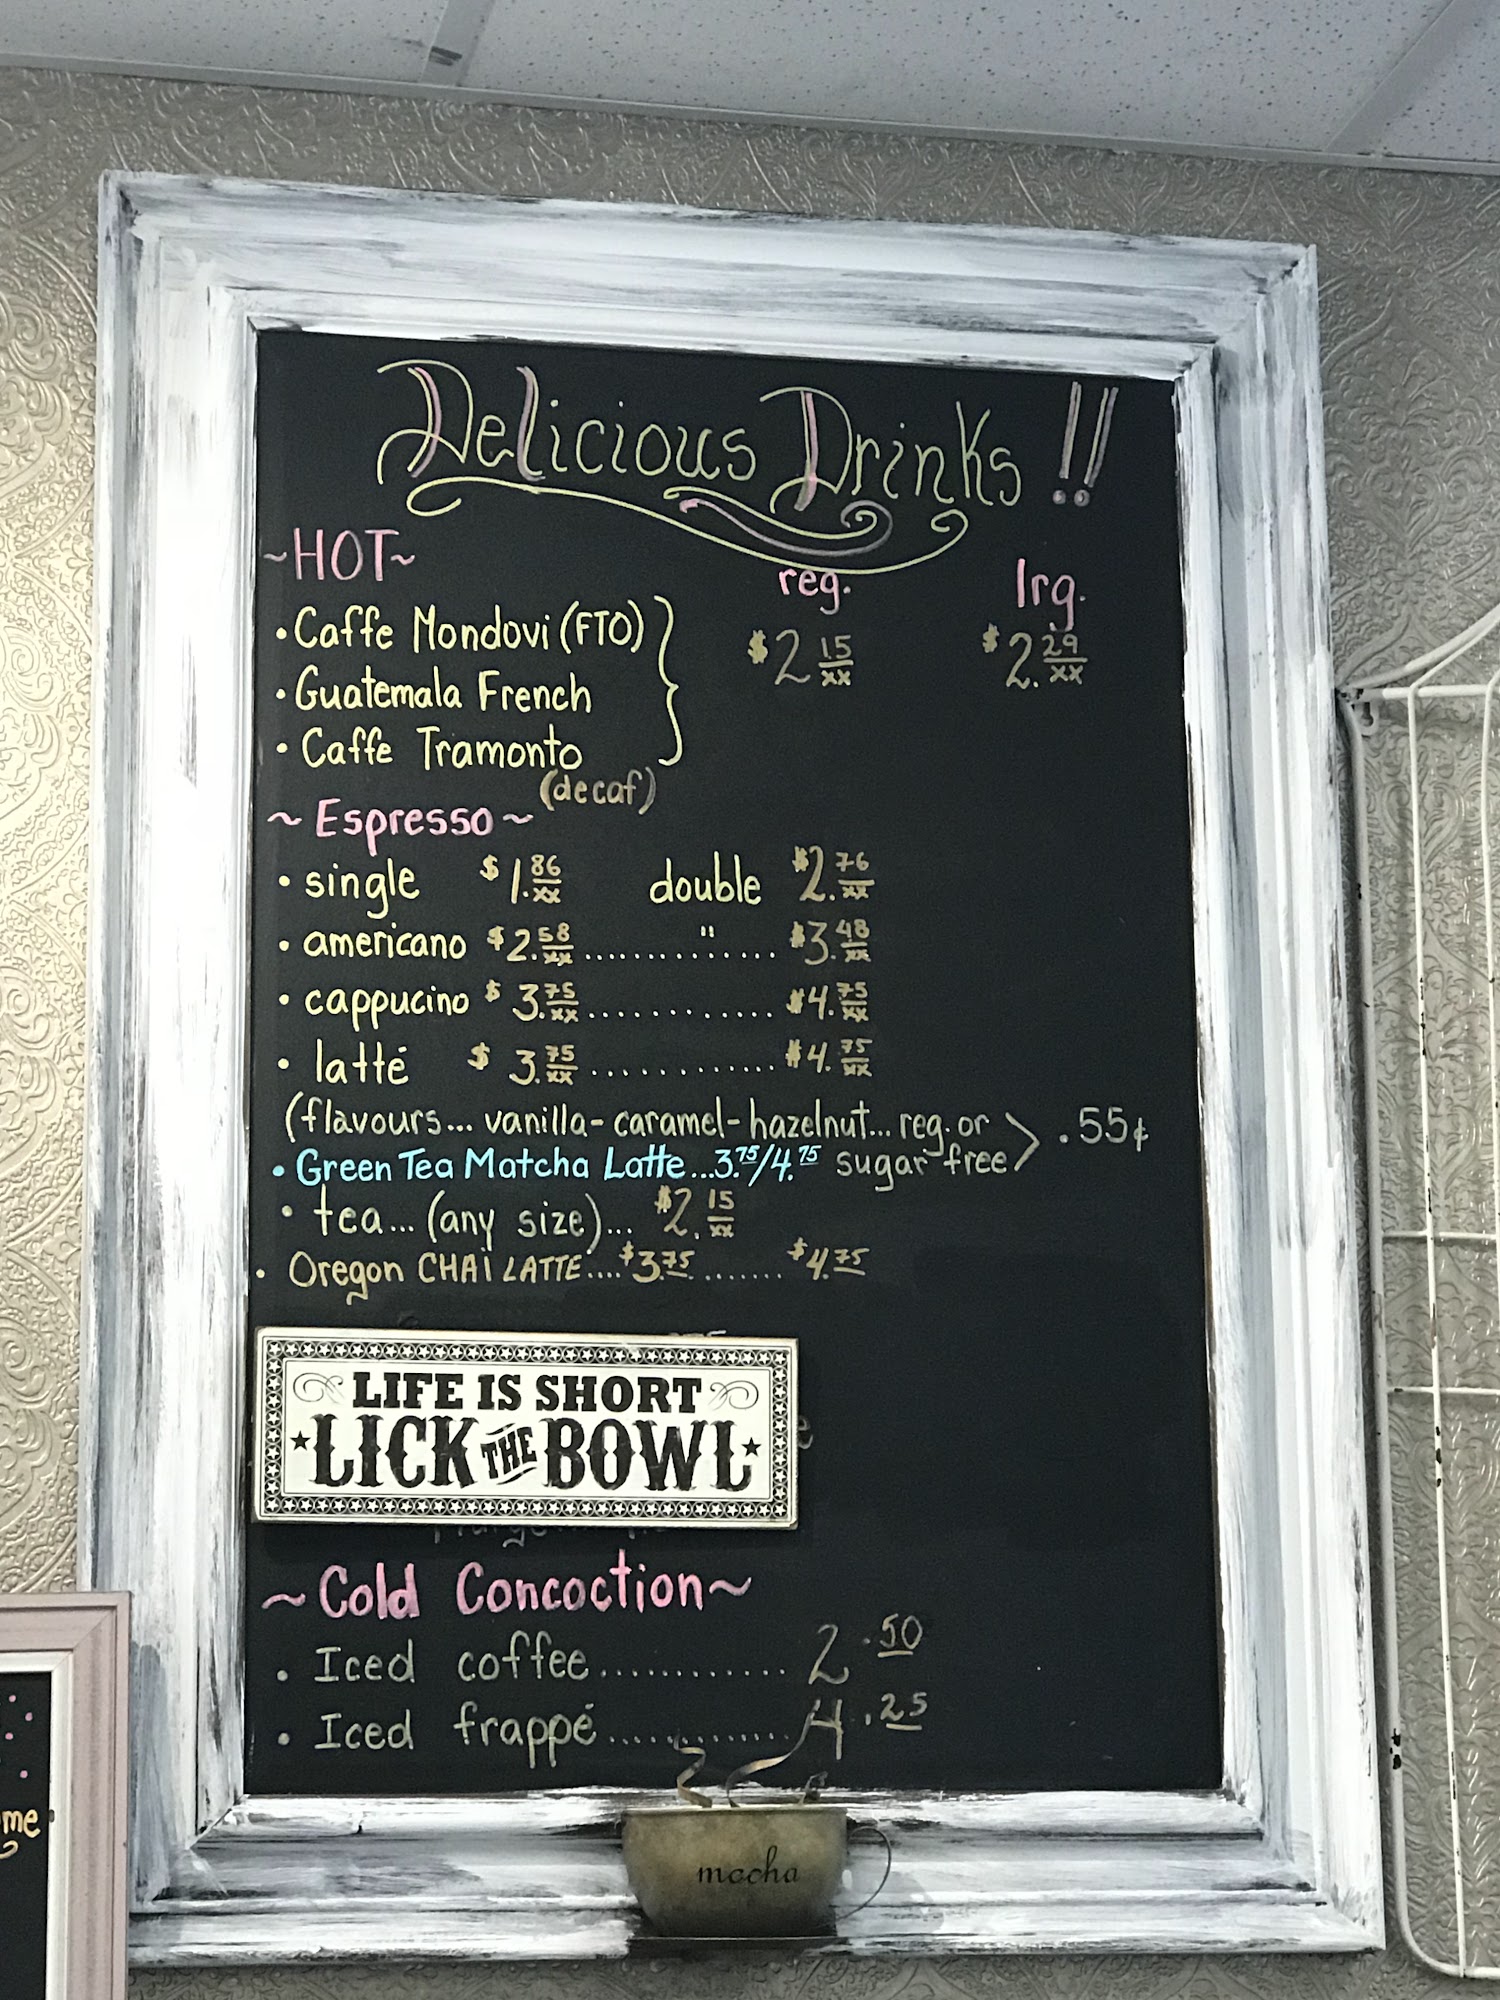 Delicious Drinks !!
~HOT~
reg. lrg.
• Caffe Mondovi (FTO) } $2 15/xx $2. 29/xx
• Guatemala French
• Caffe Tramonto
(decaf)
~ Espresso ~
• single $1. 86/xx double $2. 76/xx
• americano $2. 58/xx ............. " ... $3. 48/xx
• cappucino $3. 75/xx ............ $4. 75/xx
• latté $3. 75/xx ............ $4. 75/xx
(flavours... vanilla - caramel - hazelnut... reg. or > .55¢
• Green Tea Matcha Latte...3.75/4.75 sugar free
• tea... (any size)... $2. 15/xx
• Oregon CHAI LATTE....$3.75 ....... $4.75
LIFE IS SHORT
LICK THE BOWL
~Cold Concoction~
• Iced coffee............ 2.50
• Iced frappé............ 4.25
mocha
me